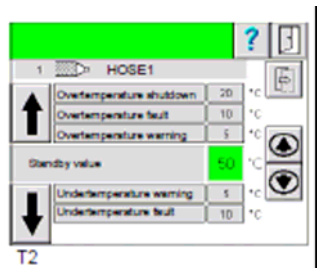 ?
1 HOSE1
Overtemperature shutdown 20 °C
Overtemperature fault 10 °C
Overtemperature warning 5 °C
Standby value 50 °C
Undertemperature warning 5 °C
Undertemperature fault 10 °C
T2